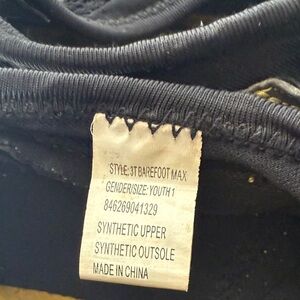 STYLE: 3T BAREFOOT MAX
GENDER/SIZE: YOUTH 1
846269041329
SYNTHETIC UPPER
SYNTHETIC OUTSOLE
MADE IN CHINA